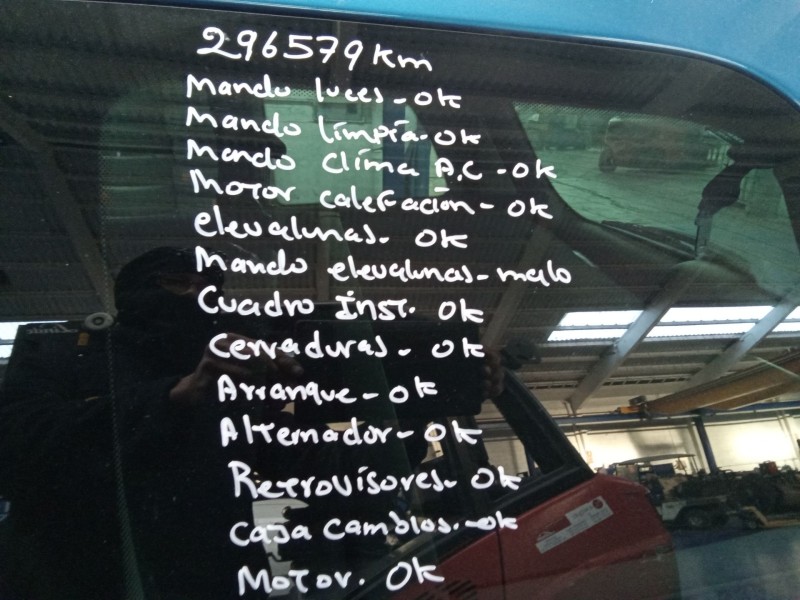 296579 Km
Mando luces - OK
Mando limpia - OK
Mando Clima A,C - OK
Motor calefación - OK
elevalunas. OK
Mando elevalunas - malo
Cuadro Inst. OK
Cerraduras - OK
Arranque - OK
Alternador - OK
Retrovisores - OK
Caja Cambios. - OK
Motor. OK